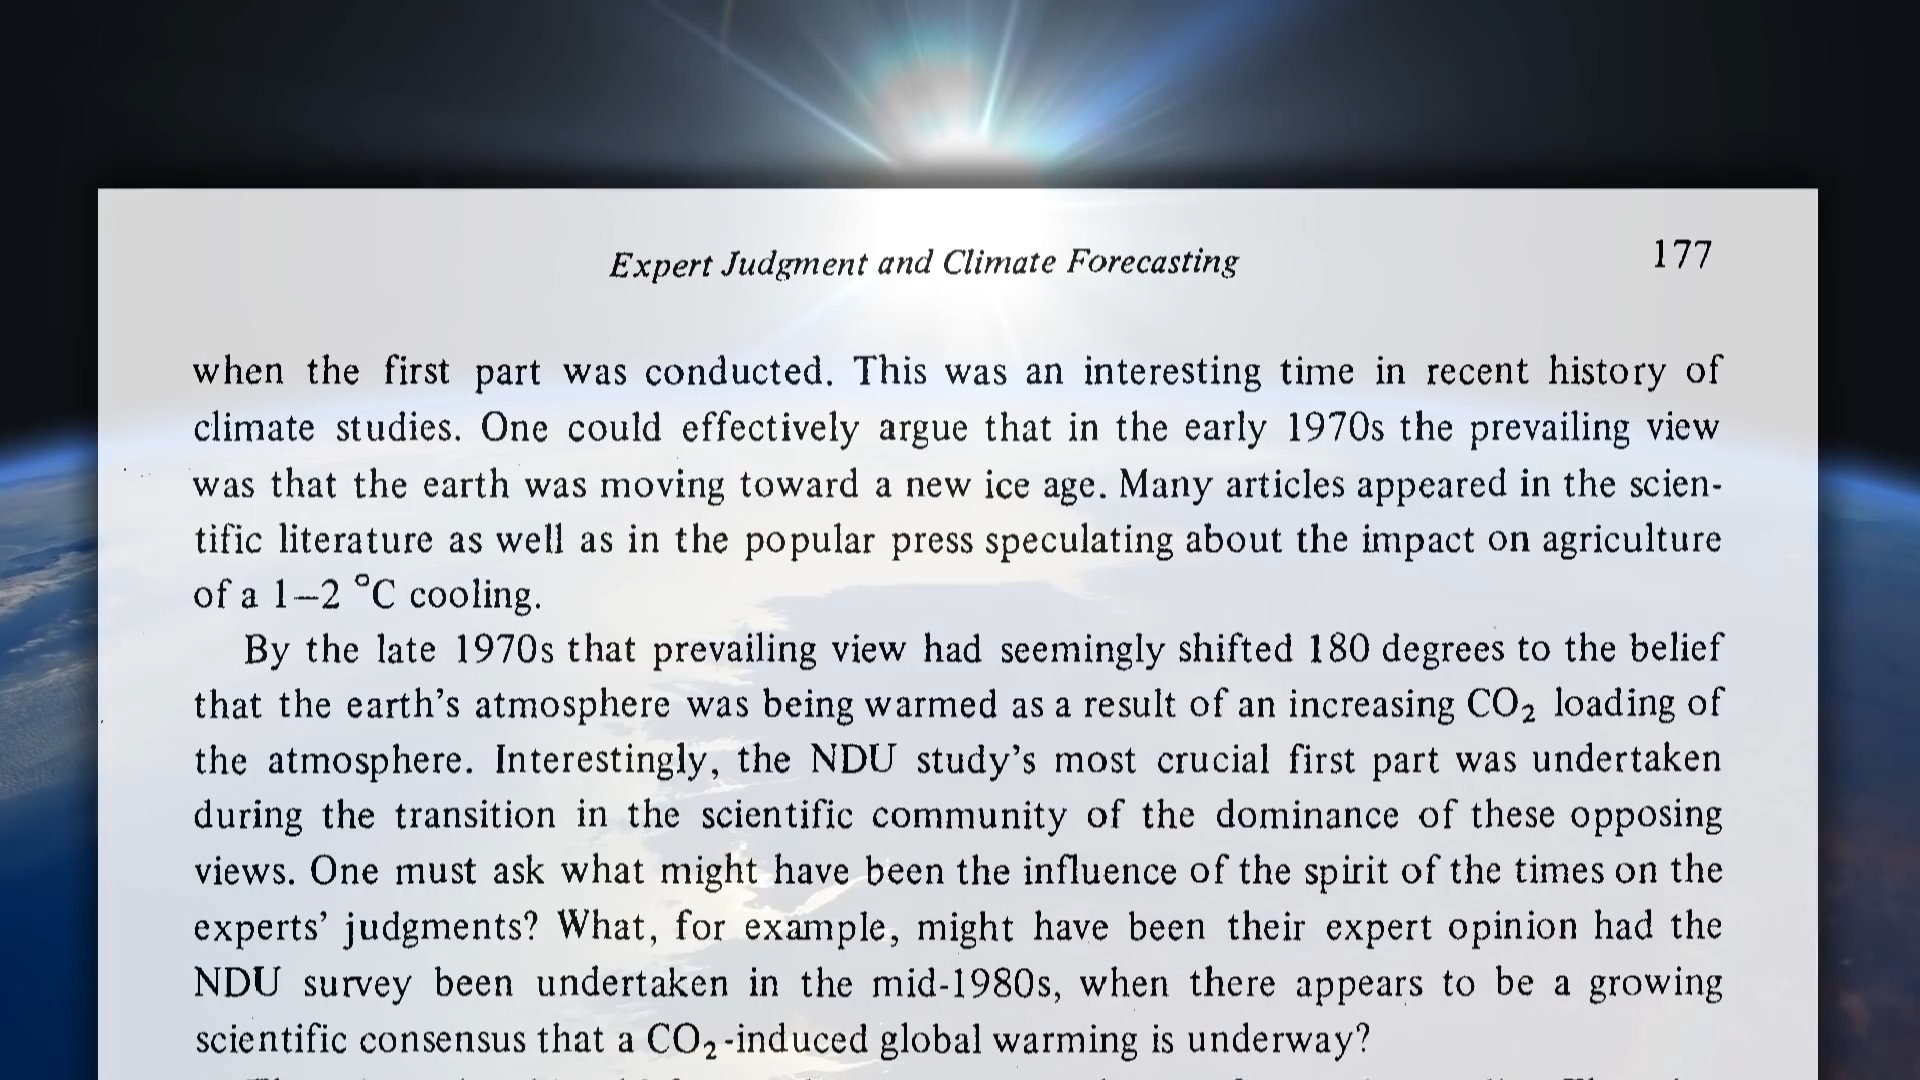 Expert Judgment and Climate Forecasting 177
when the first part was conducted. This was an interesting time in recent history of
climate studies. One could effectively argue that in the early 1970s the prevailing view
was that the earth was moving toward a new ice age. Many articles appeared in the scien-
tific literature as well as in the popular press speculating about the impact on agriculture
of a 1–2 °C cooling.
By the late 1970s that prevailing view had seemingly shifted 180 degrees to the belief
that the earth's atmosphere was being warmed as a result of an increasing CO₂ loading of
the atmosphere. Interestingly, the NDU study's most crucial first part was undertaken
during the transition in the scientific community of the dominance of these opposing
views. One must ask what might have been the influence of the spirit of the times on the
experts' judgments? What, for example, might have been their expert opinion had the
NDU survey been undertaken in the mid-1980s, when there appears to be a growing
scientific consensus that a CO₂-induced global warming is underway?